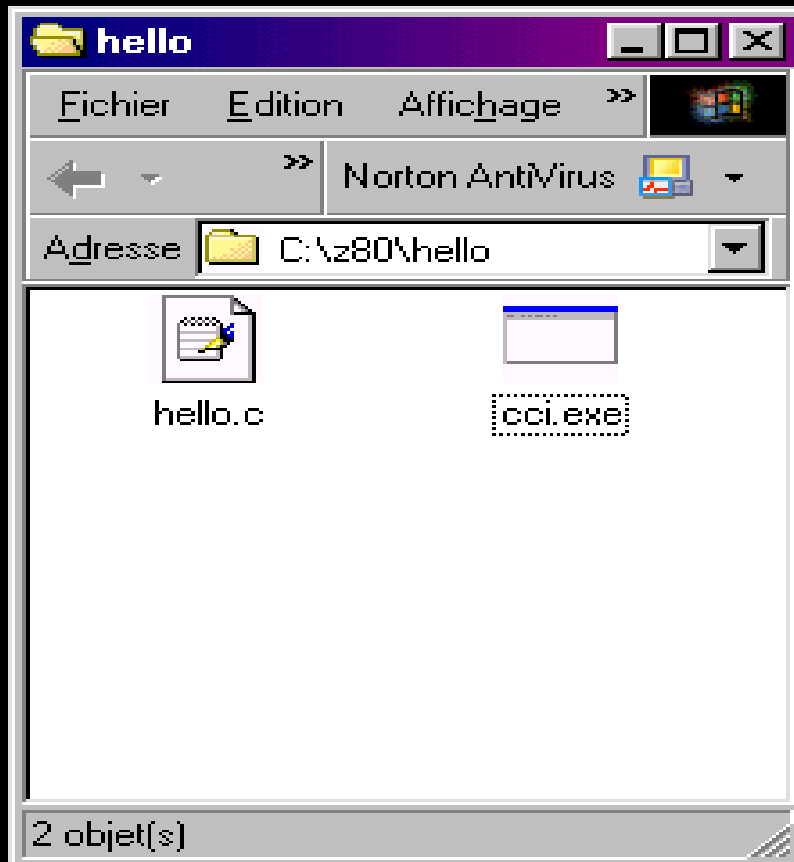 hello
Fichier Edition Affichage »
» Norton AntiVirus
Adresse C:\z80\hello
hello.c cci.exe
2 objet(s)